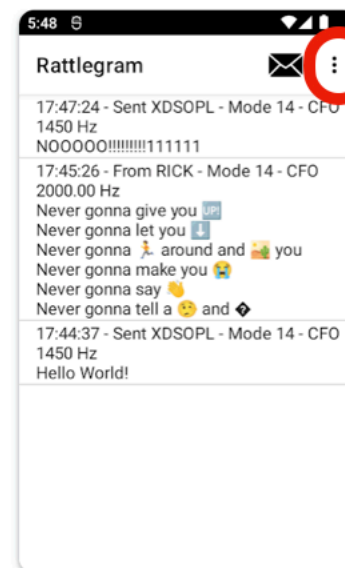 5:48
Rattlegram
17:47:24 - Sent XDSOPL - Mode 14 - CFO
1450 Hz
NOOOOO!!!!!!!!!111111
17:45:26 - From RICK - Mode 14 - CFO
2000.00 Hz
Never gonna give you 🆙
Never gonna let you ⬇️
Never gonna 🏃 around and 🏜️ you
Never gonna make you 😭
Never gonna say 👋
Never gonna tell a 🤥 and �
17:44:37 - Sent XDSOPL - Mode 14 - CFO
1450 Hz
Hello World!